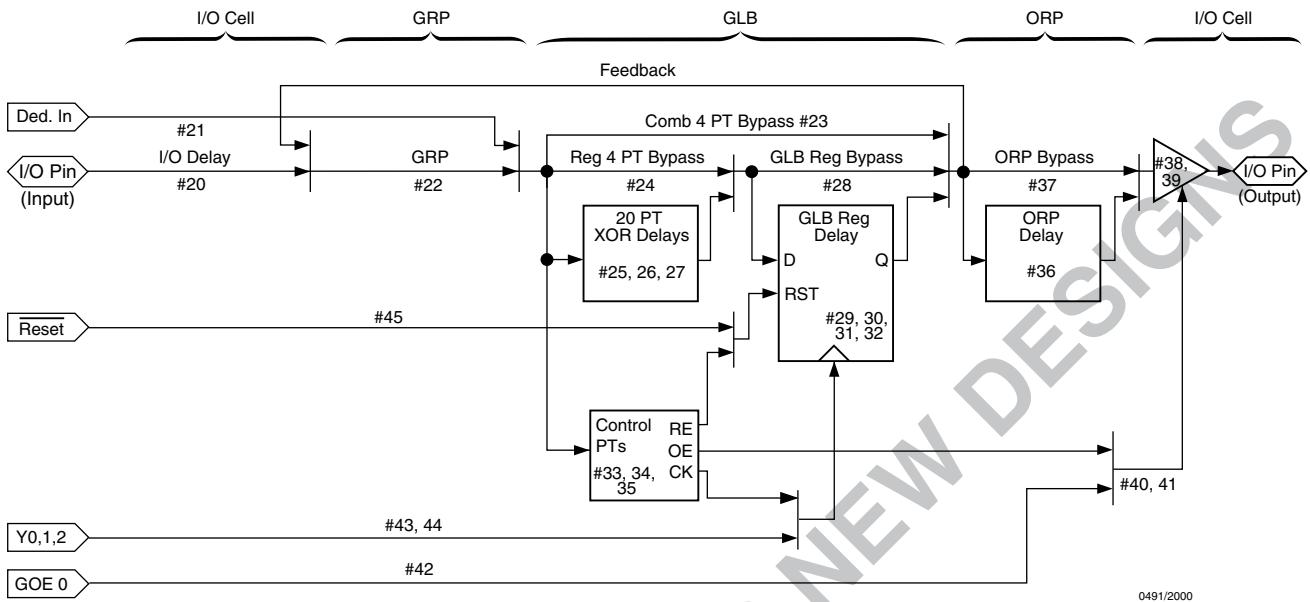 I/O Cell
GRP
GLB
ORP
I/O Cell
Feedback
Ded. In
#21
Comb 4 PT Bypass #23
I/O Pin
(Input)
I/O Delay
#20
GRP
#22
Reg 4 PT Bypass
#24
GLB Reg Bypass
#28
ORP Bypass
#37
#38,
39
I/O Pin
(Output)
20 PT
XOR Delays
#25, 26, 27
GLB Reg
Delay
D
Q
RST
#29, 30,
31, 32
ORP
Delay
#36
Reset
#45
Control
PTs
#33, 34,
35
RE
OE
CK
#40, 41
Y0,1,2
#43, 44
GOE 0
#42
0491/2000
NEW DESIGNS